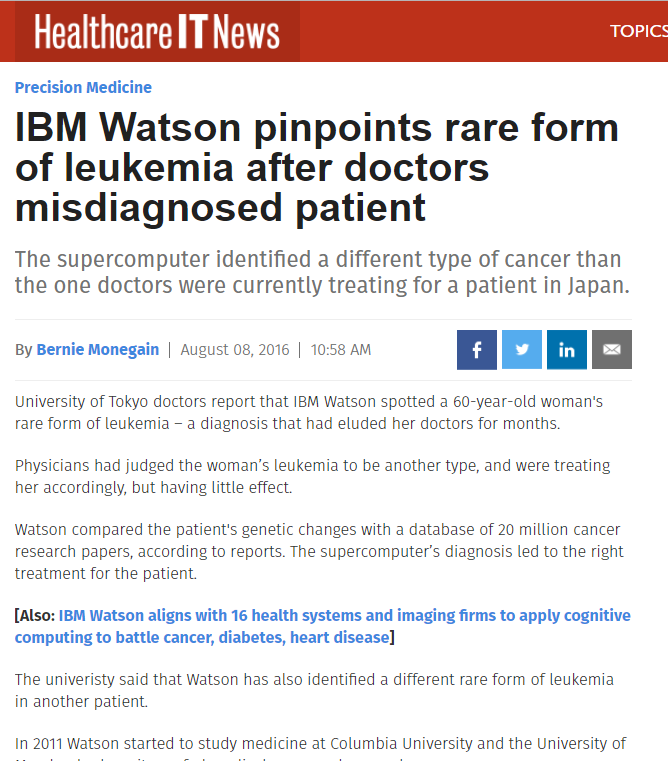 Healthcare IT News
TOPICS
Precision Medicine
IBM Watson pinpoints rare form
of leukemia after doctors
misdiagnosed patient
The supercomputer identified a different type of cancer than
the one doctors were currently treating for a patient in Japan.
By Bernie Monegain | August 08, 2016 | 10:58 AM
University of Tokyo doctors report that IBM Watson spotted a 60-year-old woman's
rare form of leukemia – a diagnosis that had eluded her doctors for months.
Physicians had judged the woman’s leukemia to be another type, and were treating
her accordingly, but having little effect.
Watson compared the patient's genetic changes with a database of 20 million cancer
research papers, according to reports. The supercomputer’s diagnosis led to the right
treatment for the patient.
[Also: IBM Watson aligns with 16 health systems and imaging firms to apply cognitive
computing to battle cancer, diabetes, heart disease]
The univeristy said that Watson has also identified a different rare form of leukemia
in another patient.
In 2011 Watson started to study medicine at Columbia University and the University of